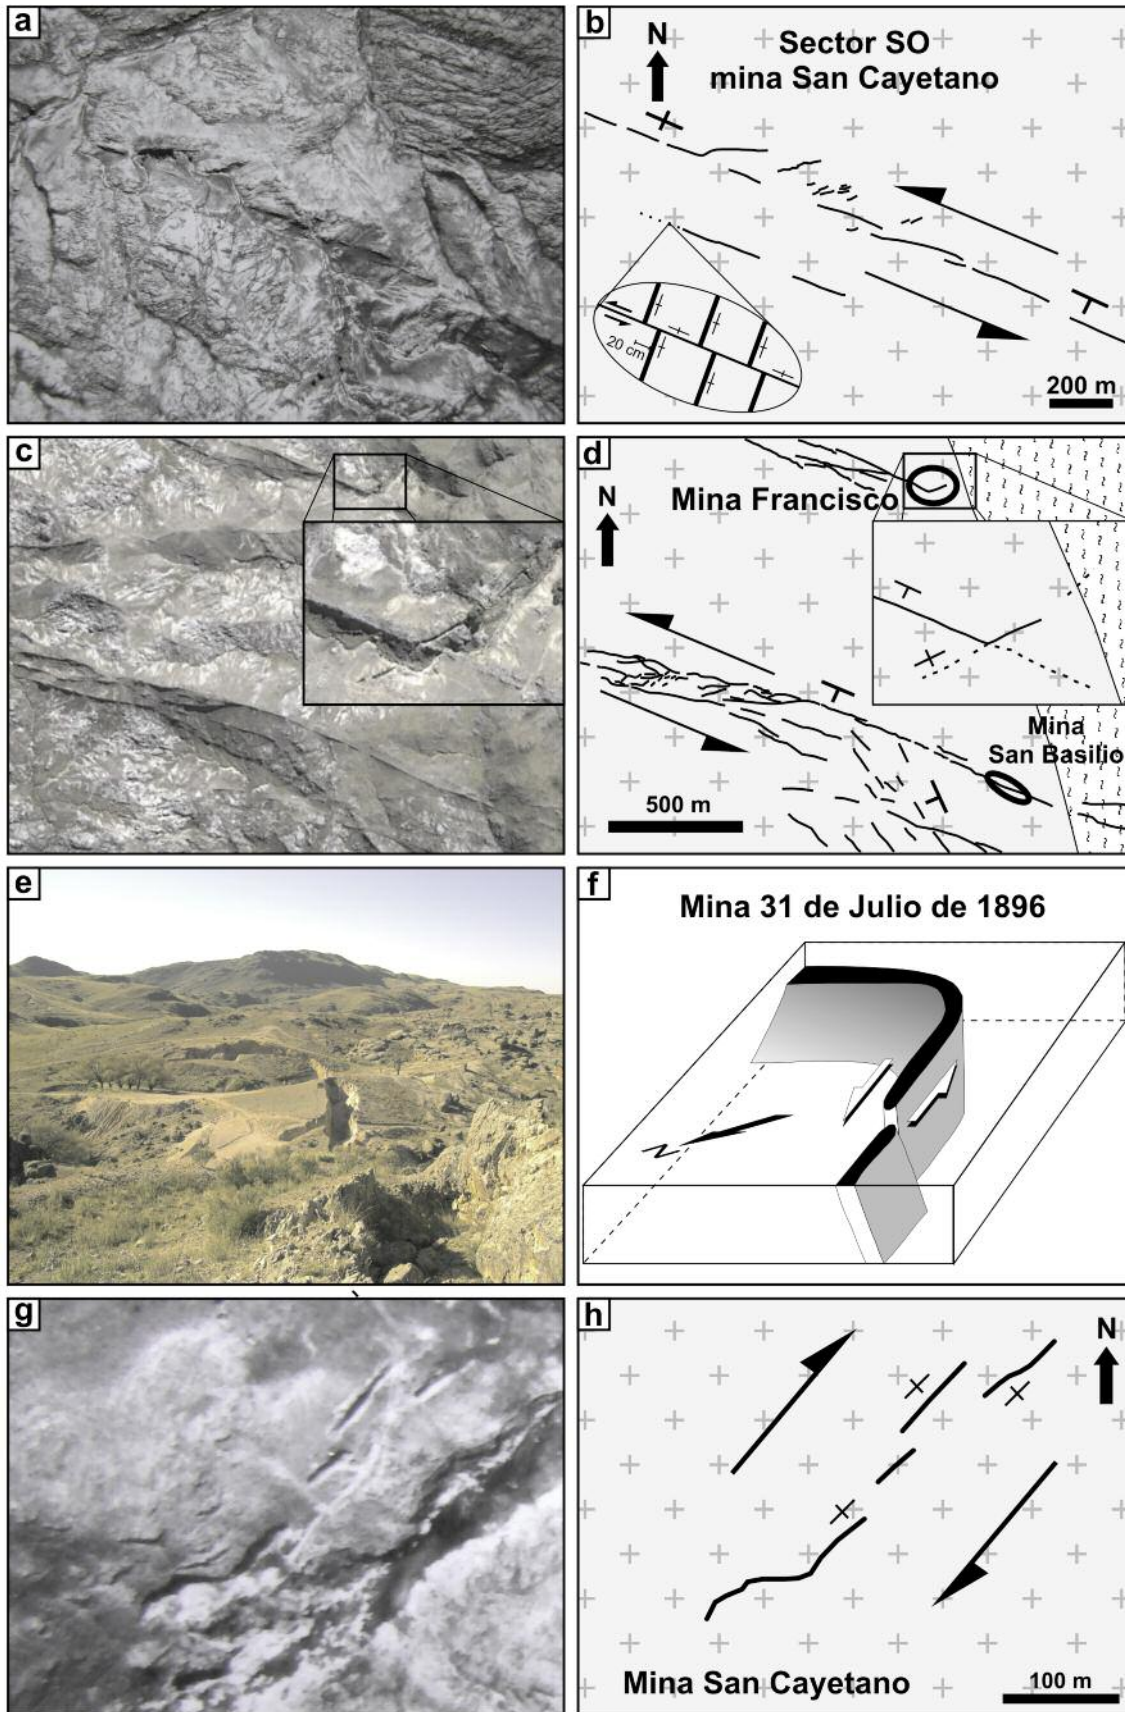 a
b
N
Sector SO
mina San Cayetano
20 cm
200 m
c
d
N
Mina Francisco
Mina
San Basilio
500 m
e
f
Mina 31 de Julio de 1896
N
g
h
N
Mina San Cayetano
100 m